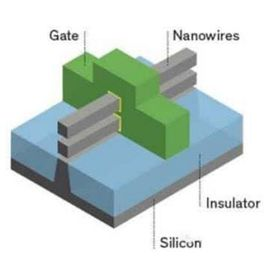 Gate
Nanowires
Insulator
Silicon